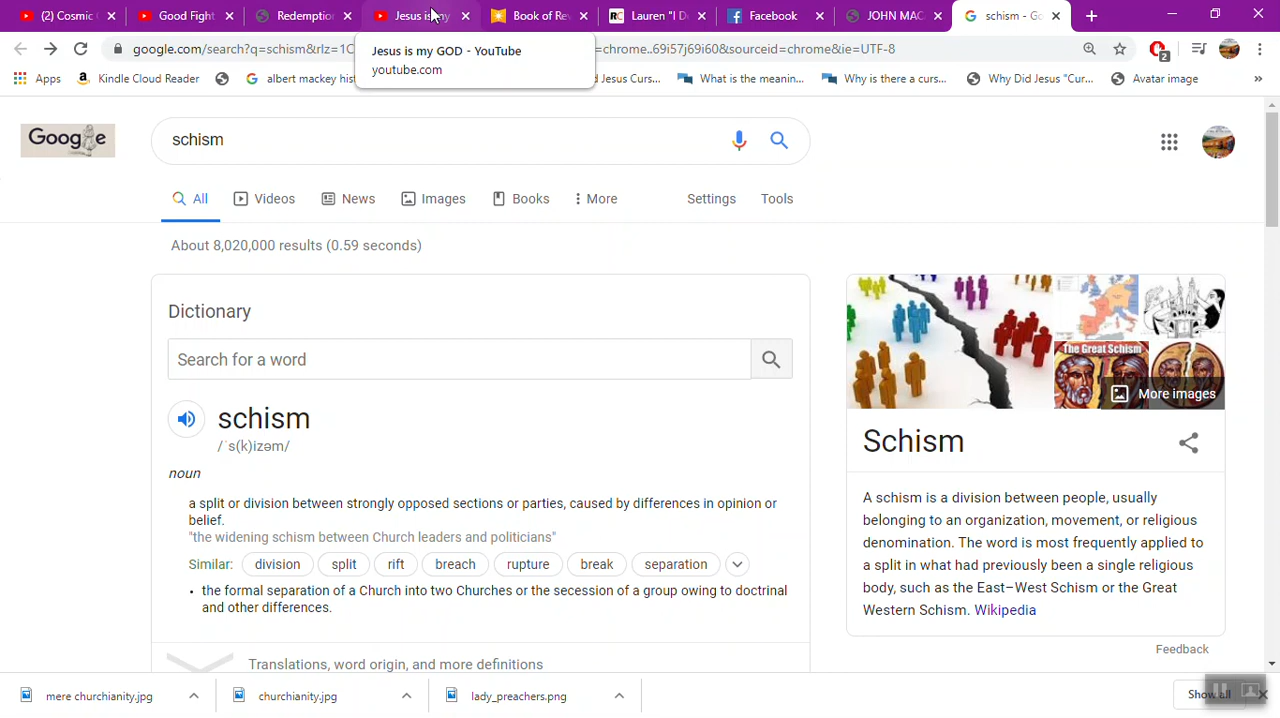 (2) Cosmic
Good Fight
Redemption
Jesus is my
Book of Rev
Lauren "I D
Facebook
JOHN MAC
schism - Go
Jesus is my GOD - YouTube
youtube.com
google.com/search?q=schism&rlz=1C
=chrome..69i57j69i60&sourceid=chrome&ie=UTF-8
2
Apps
Kindle Cloud Reader
albert mackey his
d Jesus Curs...
What is the meanin...
Why is there a curs...
Why Did Jesus "Cur...
Avatar image
»
Google
schism
All
Videos
News
Images
Books
More
Settings
Tools
About 8,020,000 results (0.59 seconds)
Dictionary
Search for a word
schism
/ˈs(k)izəm/
noun
a split or division between strongly opposed sections or parties, caused by differences in opinion or
belief.
"the widening schism between Church leaders and politicians"
Similar:
division
split
rift
breach
rupture
break
separation
• the formal separation of a Church into two Churches or the secession of a group owing to doctrinal
and other differences.
Translations, word origin, and more definitions
The Great Schism
More images
Schism
A schism is a division between people, usually
belonging to an organization, movement, or religious
denomination. The word is most frequently applied to
a split in what had previously been a single religious
body, such as the East–West Schism or the Great
Western Schism. Wikipedia
Feedback
mere churchianity.jpg
churchianity.jpg
lady_preachers.png
Show all